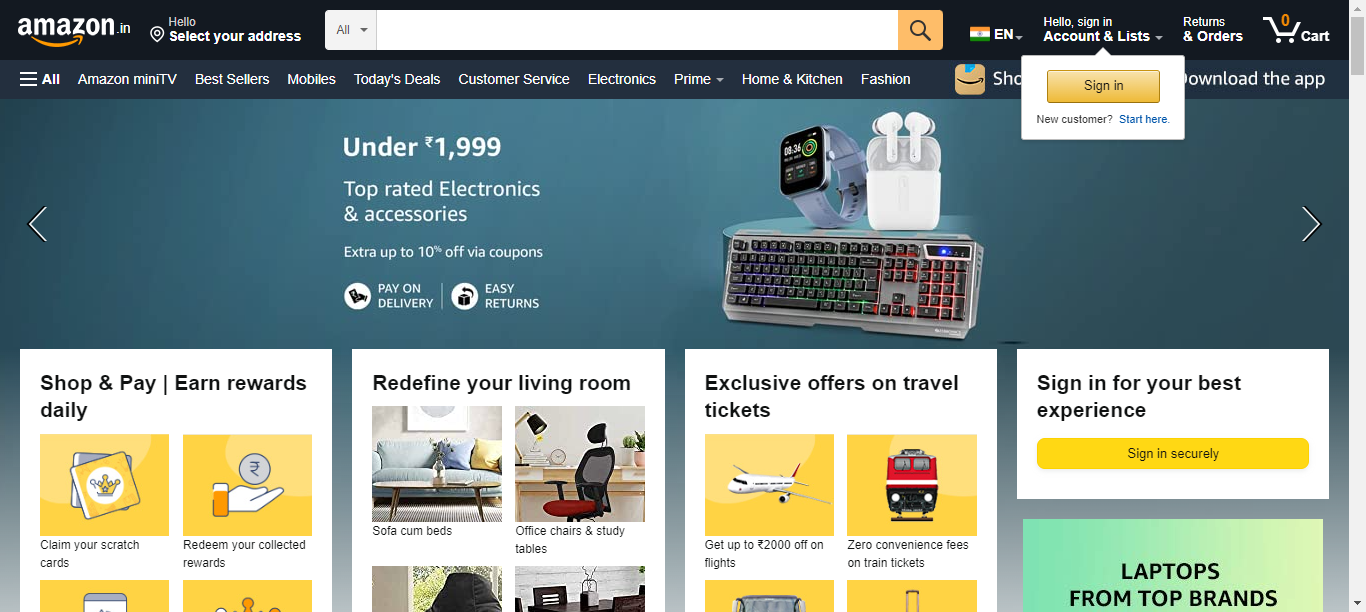 amazon.in
Hello
Select your address
All
EN
Hello, sign in
Account & Lists
Returns
& Orders
0
Cart
All
Amazon miniTV
Best Sellers
Mobiles
Today's Deals
Customer Service
Electronics
Prime
Home & Kitchen
Fashion
Sho
Download the app
Sign in
New customer? Start here.
Under ₹1,999
Top rated Electronics
& accessories
Extra up to 10% off via coupons
PAY ON
DELIVERY
EASY
RETURNS
08:36
Shop & Pay | Earn rewards
daily
Claim your scratch
cards
Redeem your collected
rewards
Redefine your living room
Sofa cum beds
Office chairs & study
tables
Exclusive offers on travel
tickets
Get up to ₹2000 off on
flights
Zero convenience fees
on train tickets
Sign in for your best
experience
Sign in securely
LAPTOPS
FROM TOP BRANDS